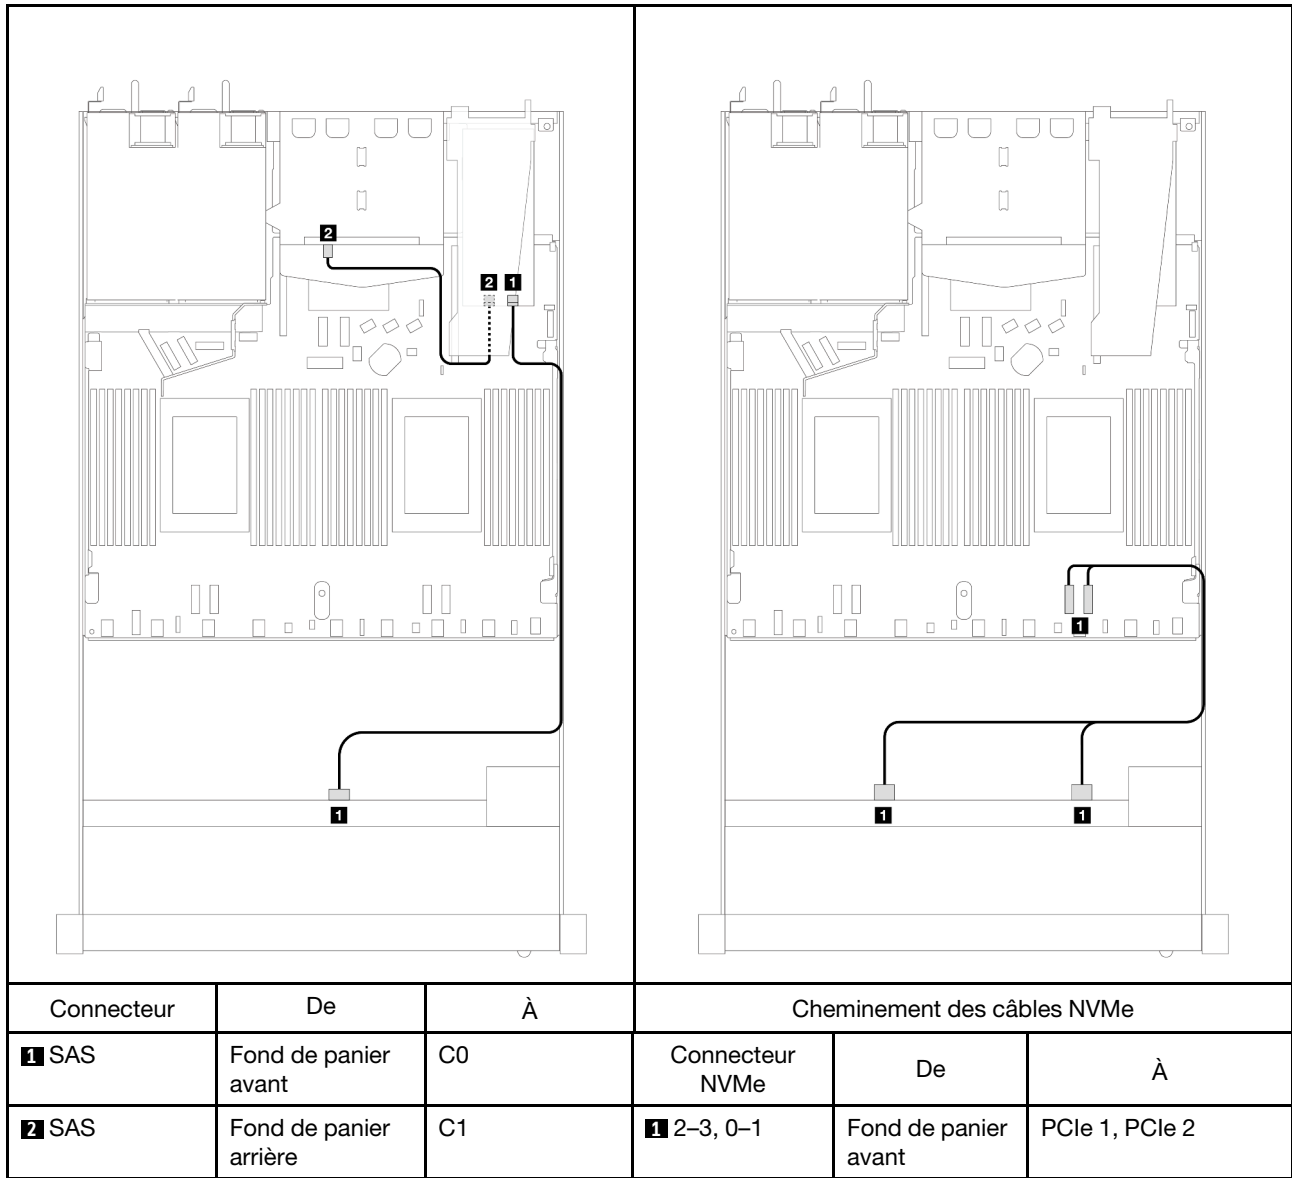 2
2
1
1
1
1
1
Connecteur
De
À
Cheminement des câbles NVMe
1 SAS
Fond de panier
avant
C0
Connecteur
NVMe
De
À
2 SAS
Fond de panier
arrière
C1
1 2–3, 0–1
Fond de panier
avant
PCIe 1, PCIe 2